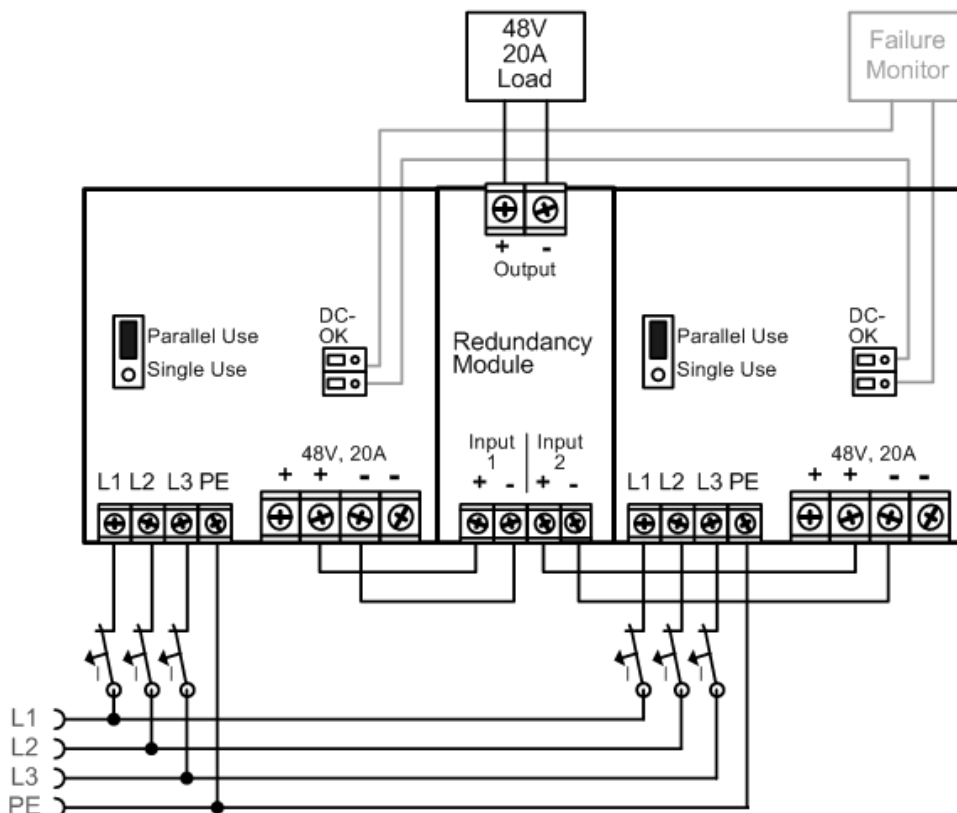 48V
20A
Load
Failure
Monitor
+ -
Output
Parallel Use
Single Use
DC-
OK
Redundancy
Module
Parallel Use
Single Use
DC-
OK
48V, 20A
+ + - -
L1 L2 L3 PE
Input
1
Input
2
+ - + -
48V, 20A
+ + - -
L1 L2 L3 PE
L1
L2
L3
PE